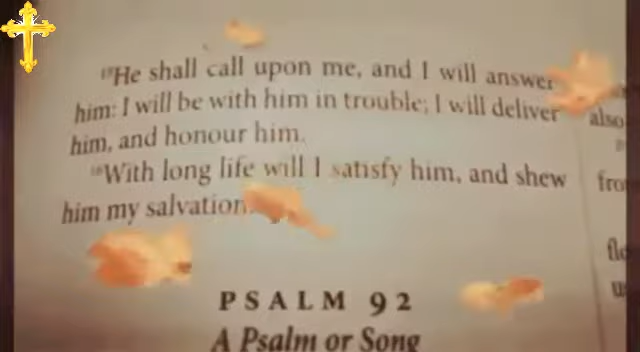 ¹⁵He shall call upon me, and I will answer
him: I will be with him in trouble; I will deliver
him, and honour him.
¹⁶With long life will I satisfy him, and shew
him my salvation.
PSALM 92
A Psalm or Song
also